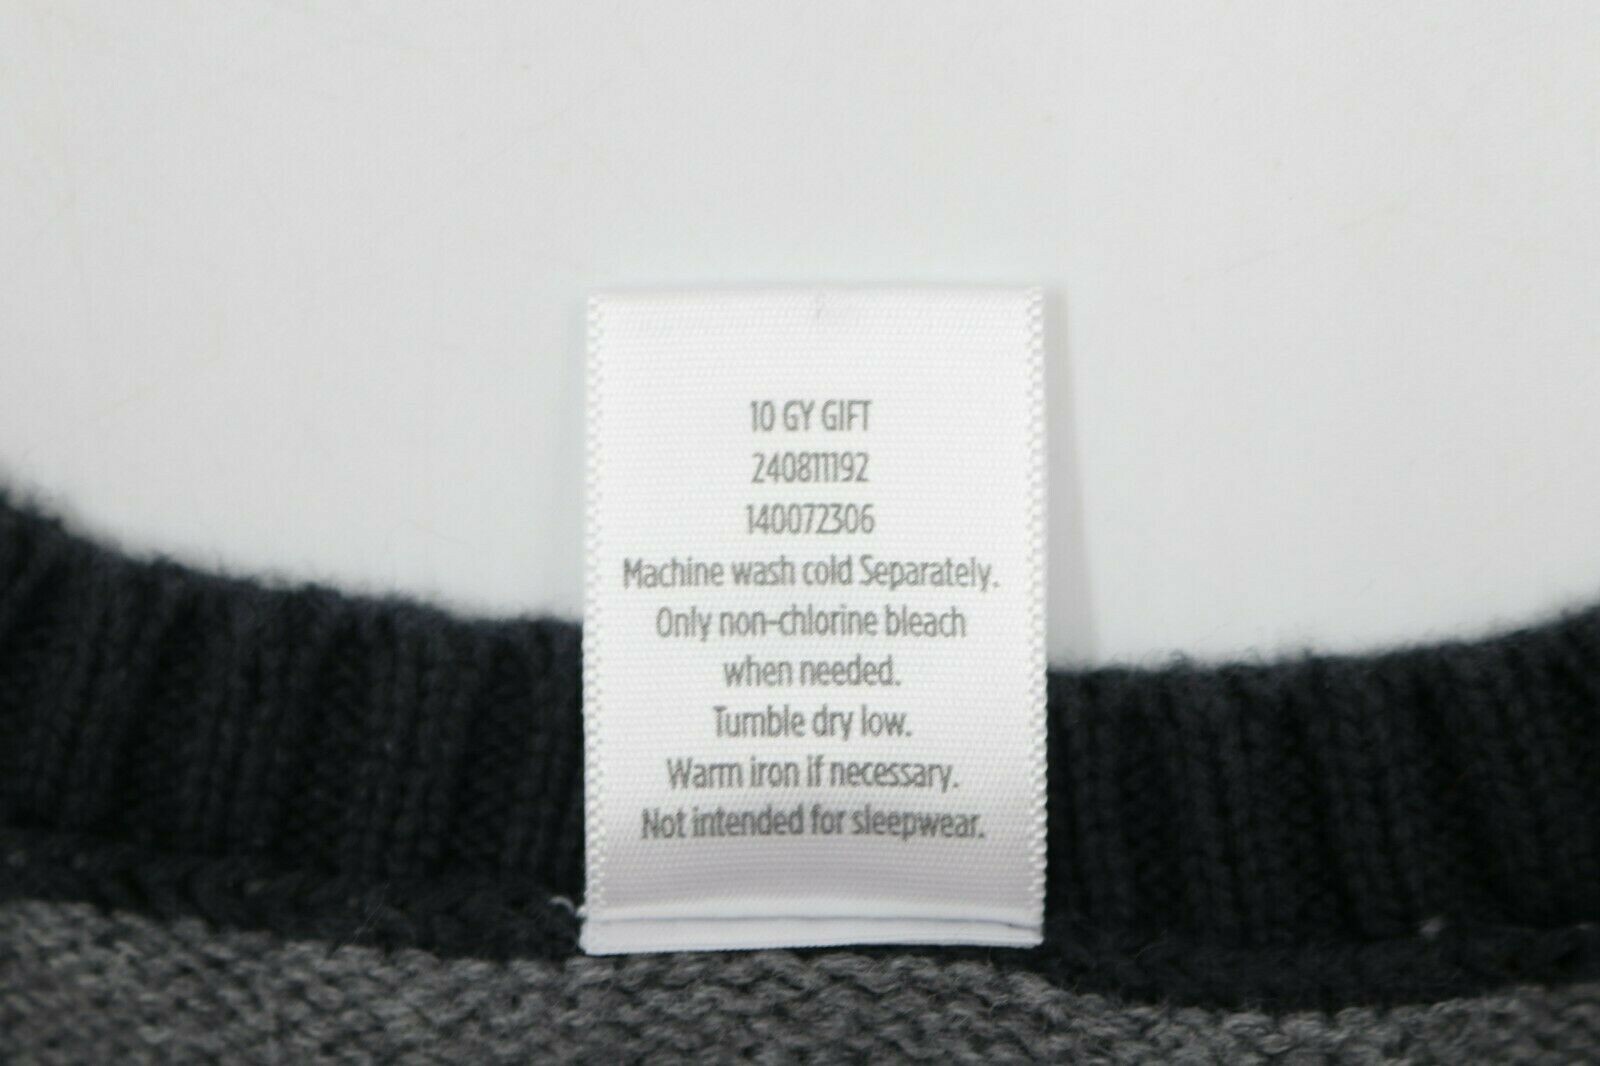 10 GY GIFT
240811192
140072306
Machine wash cold Separately.
Only non-chlorine bleach
when needed.
Tumble dry low.
Warm iron if necessary.
Not intended for sleepwear.